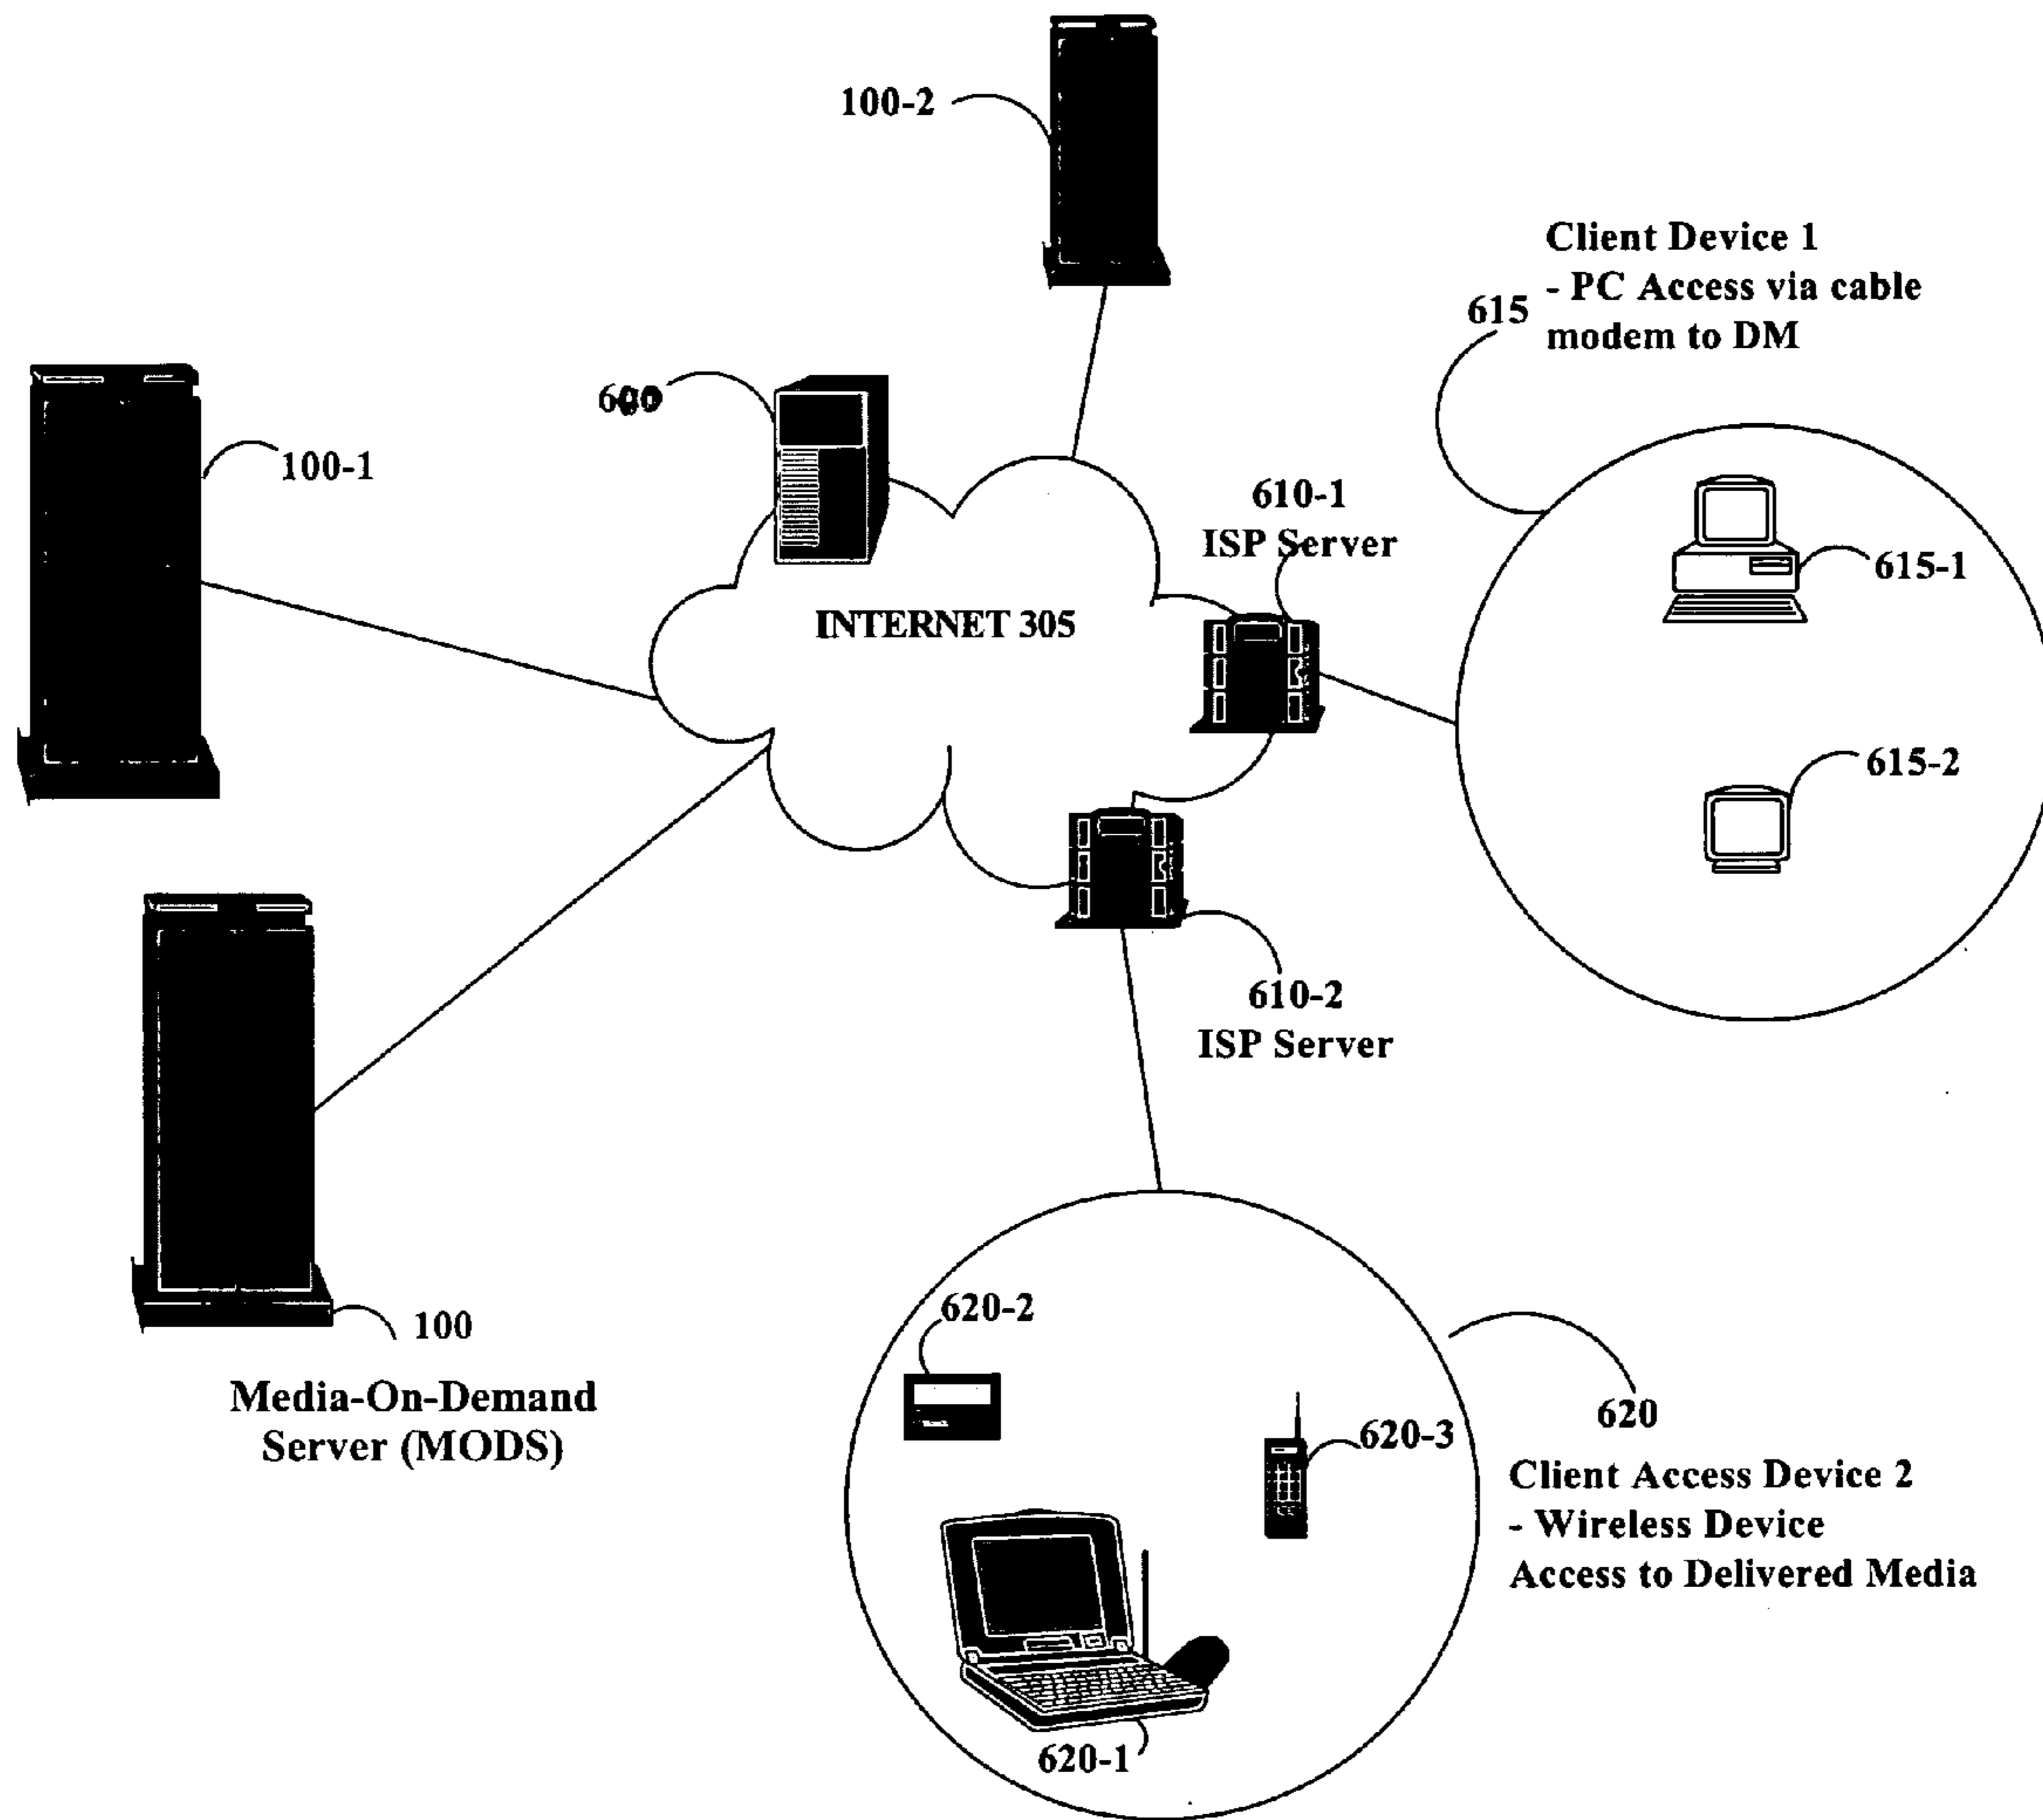 100-2
Client Device 1
- PC Access via cable
modem to DM
615
100-1
610-1
ISP Server
615-1
INTERNET 305
615-2
610-2
ISP Server
100
Media-On-Demand
Server (MODS)
620-2
620-3
620
Client Access Device 2
- Wireless Device
Access to Delivered Media
620-1